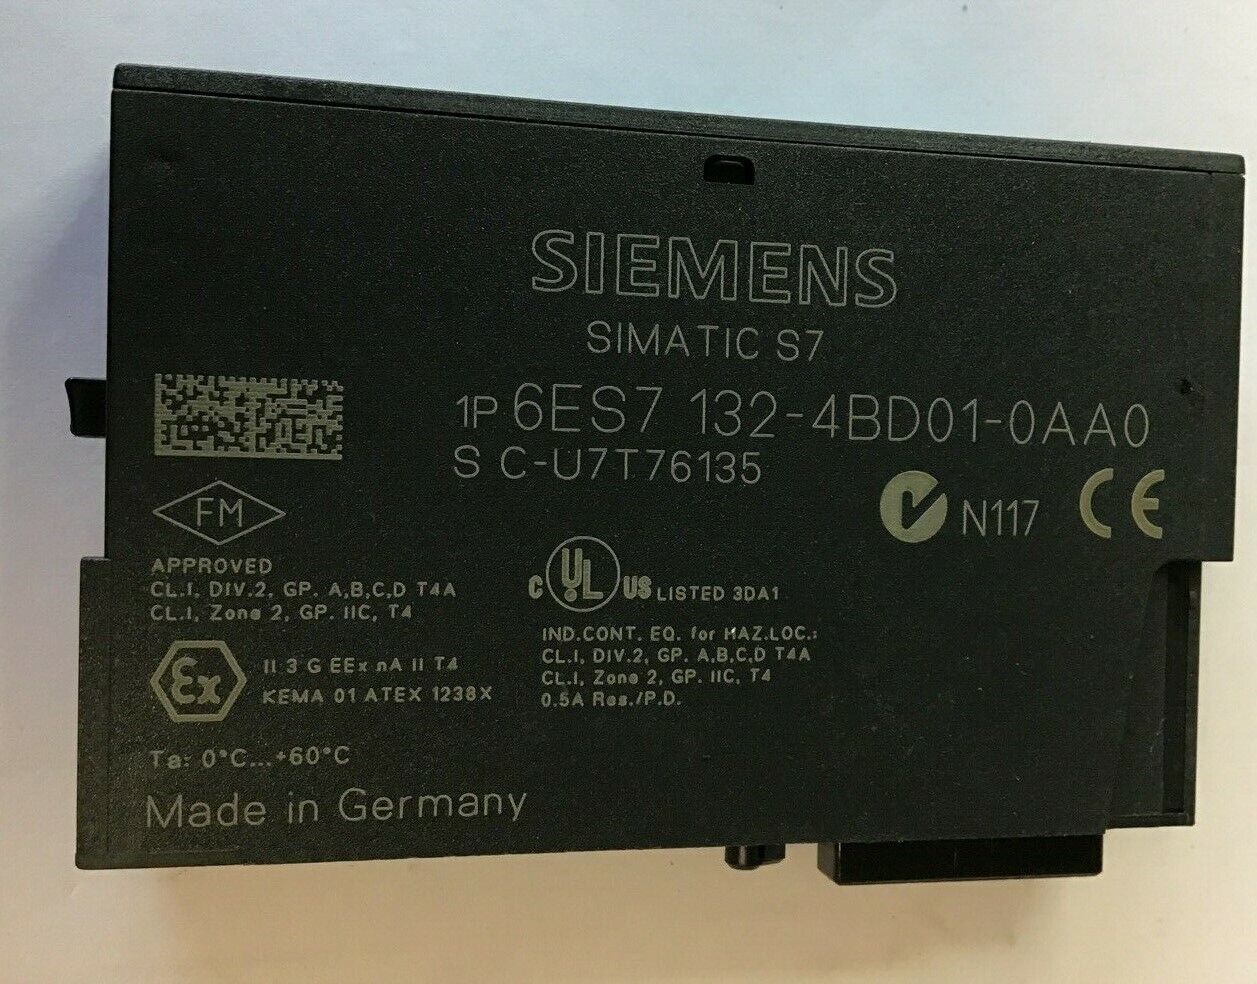 SIEMENS
SIMATIC S7
1P 6ES7 132-4BD01-0AA0
S C-U7T76135
N117 CE
FM
APPROVED
CL.I, DIV.2, GP. A,B,C,D T4A
CL.I, Zone 2, GP. IIC, T4
C UL US LISTED 3DA1
IND.CONT. EQ. for HAZ.LOC.:
CL.I, DIV.2, GP. A,B,C,D T4A
CL.I, Zone 2, GP. IIC, T4
0.5A Res./P.D.
Ex II 3 G EEx nA II T4
KEMA 01 ATEX 1238X
Ta: 0°C...+60°C
Made in Germany